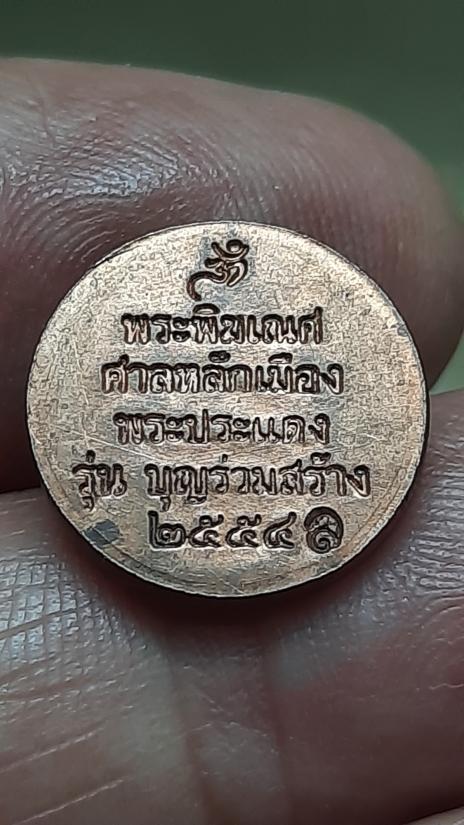 พระพิฆเณศ
ศาลหลักเมือง
พระประแดง
รุ่น บุญร่วมสร้าง
๒๕๕๔